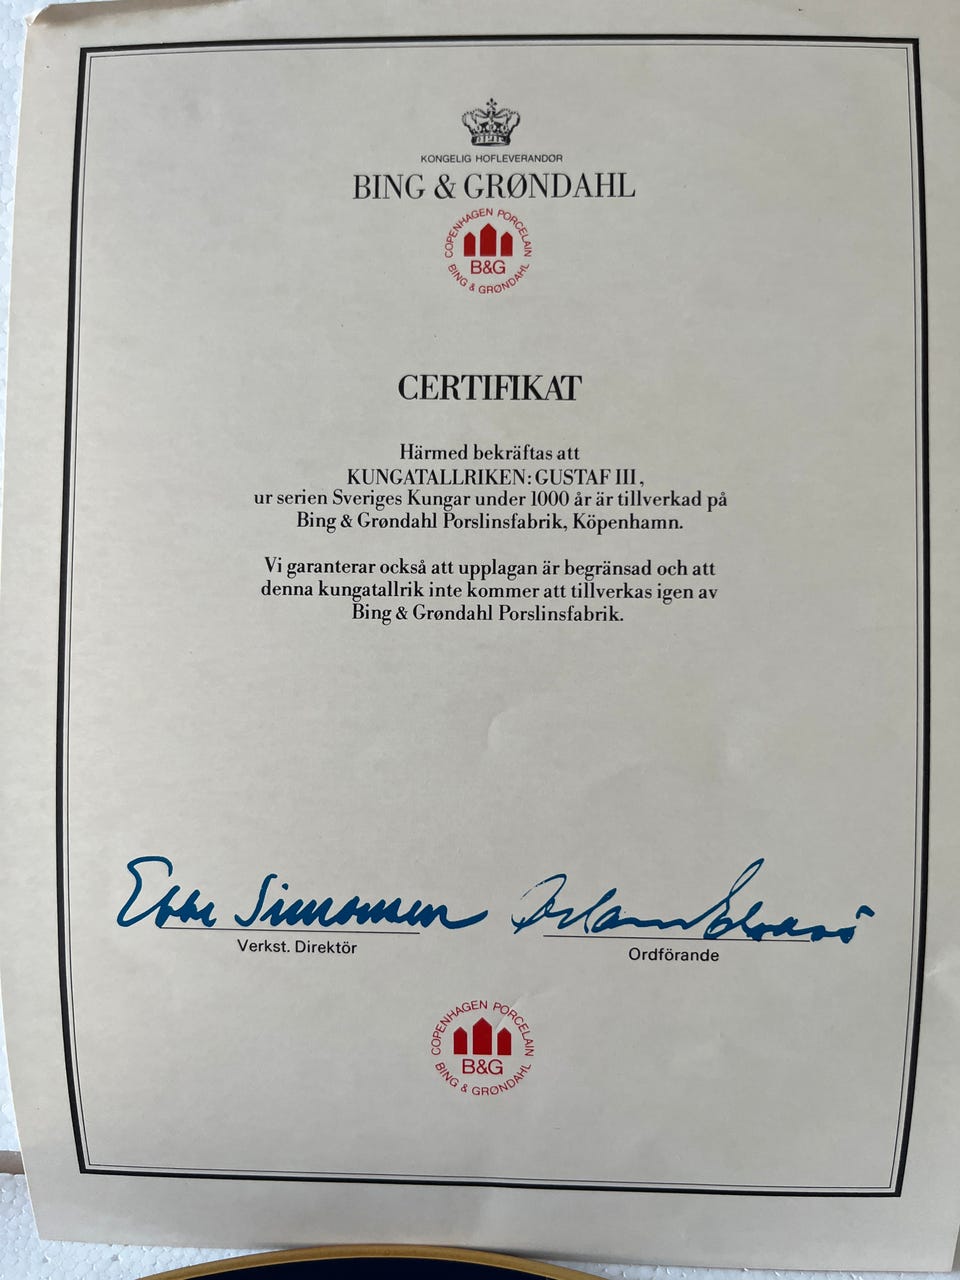 KONGELIG HOFLEVERANDØR
BING & GRØNDAHL
COPENHAGEN PORCELAIN
B&G
BING & GRØNDAHL
CERTIFIKAT
Härmed bekräftas att
KUNGATALLRIKEN: GUSTAF III,
ur serien Sveriges Kungar under 1000 år är tillverkad på
Bing & Grøndahl Porslinsfabrik, Köpenhamn.
Vi garanterar också att upplagan är begränsad och att
denna kungatallrik inte kommer att tillverkas igen av
Bing & Grøndahl Porslinsfabrik.
Ebbe Simonsen
Verkst. Direktör
Ordförande
COPENHAGEN PORCELAIN
B&G
BING & GRØNDAHL